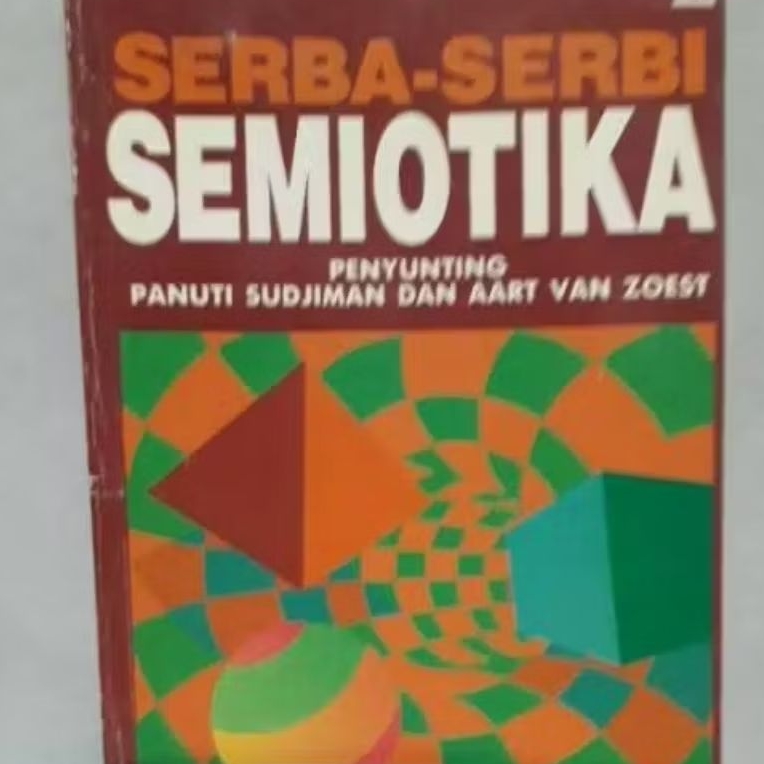 SERBA-SERBI
SEMIOTIKA
PENYUNTING
PANUTI SUDJIMAN DAN AART VAN ZOEST